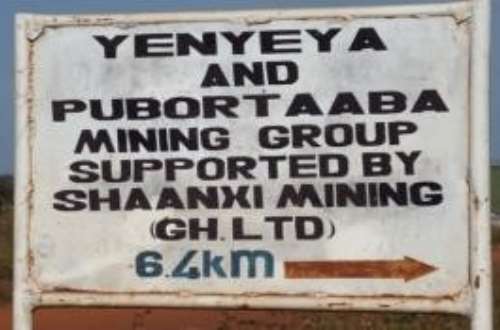 YENYEYA
AND
PUBORTAABA
MINING GROUP
SUPPORTED BY
SHAANXI MINING
(GH.LTD)
6.4km